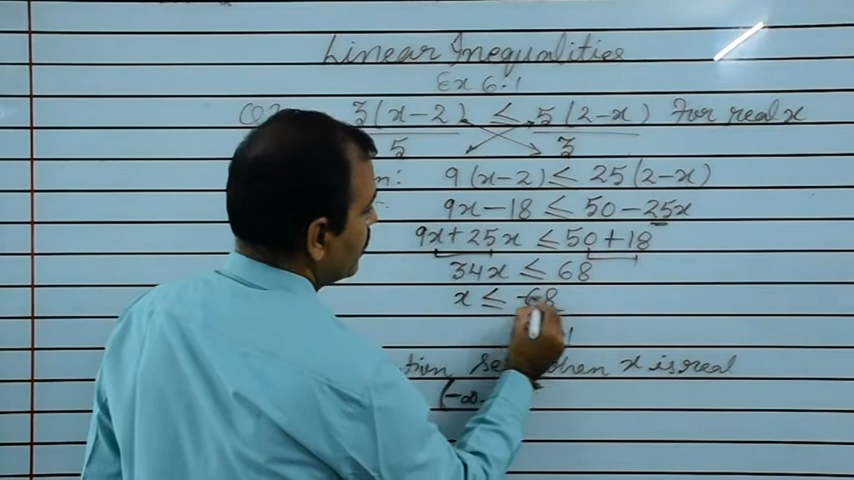 Linear Inequalities
Ex 6.1
3(x-2) ≤ 5(2-x) For real x
5 3
9(x-2) ≤ 25(2-x)
9x-18 ≤ 50-25x
9x+25x ≤ 50+18
34x ≤ 68
x ≤ 68
x is real
(-∞